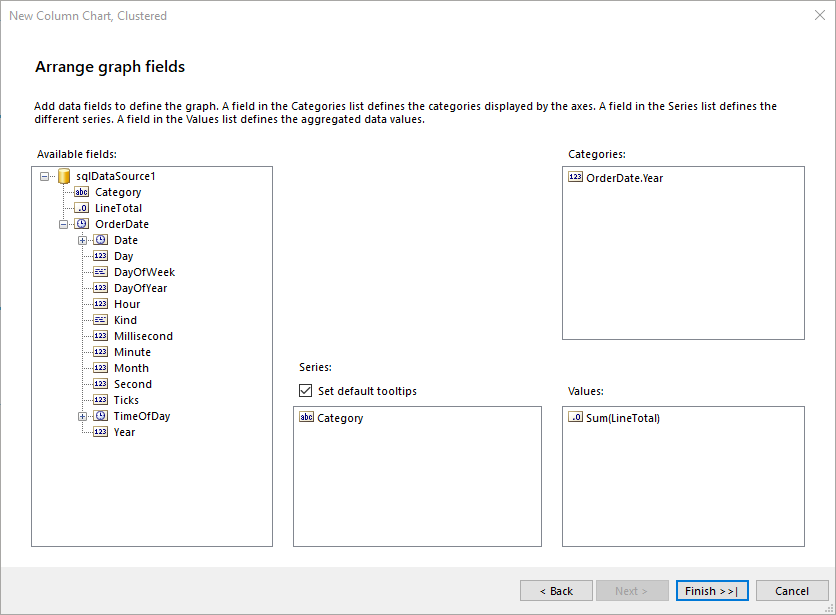 New Column Chart, Clustered
Arrange graph fields
Add data fields to define the graph. A field in the Categories list defines the categories displayed by the axes. A field in the Series list defines the
different series. A field in the Values list defines the aggregated data values.
Available fields:
sqlDataSource1
abc Category
.0 LineTotal
OrderDate
Date
123 Day
DayOfWeek
123 DayOfYear
123 Hour
Kind
123 Millisecond
123 Minute
123 Month
123 Second
123 Ticks
TimeOfDay
123 Year
Categories:
123 OrderDate.Year
Series:
Set default tooltips
abc Category
Values:
.0 Sum(LineTotal)
< Back
Next >
Finish >>|
Cancel